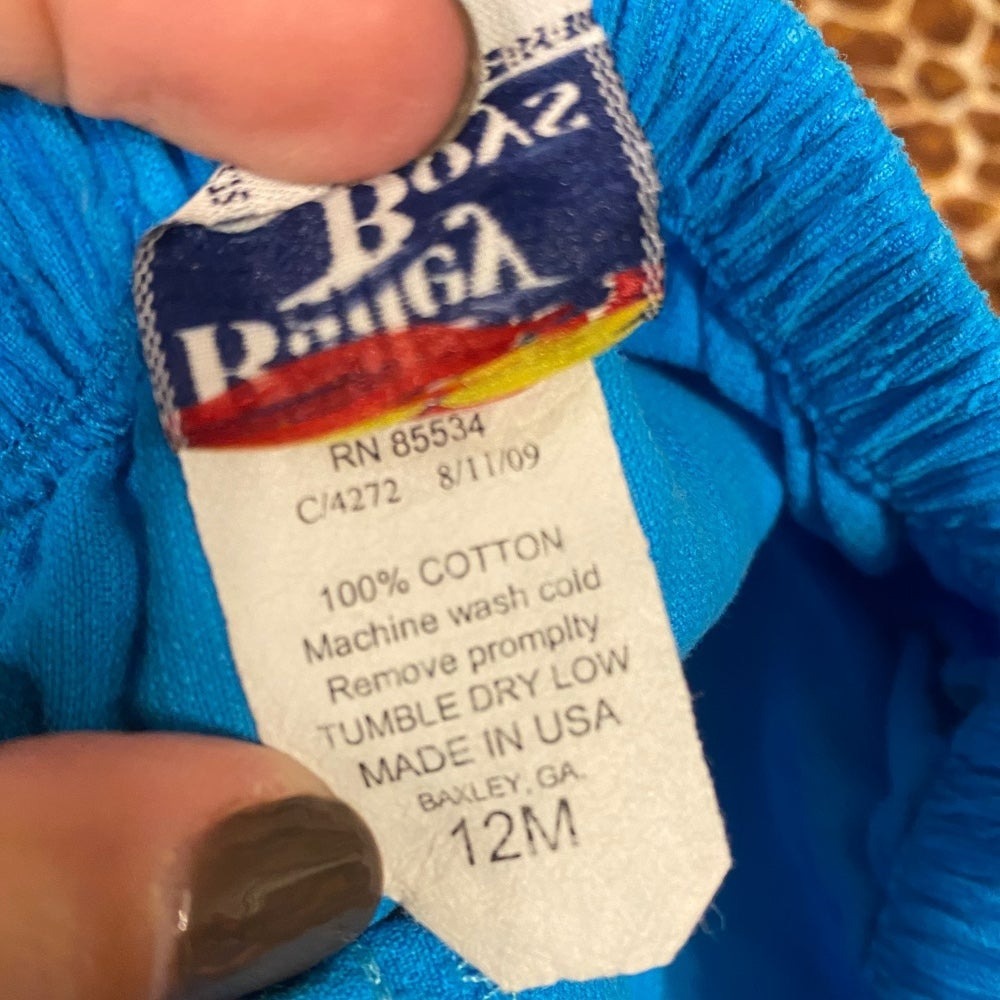 RN 85534
C/4272 8/11/09
100% COTTON
Machine wash cold
Remove promplty
TUMBLE DRY LOW
MADE IN USA
BAXLEY, GA.
12M